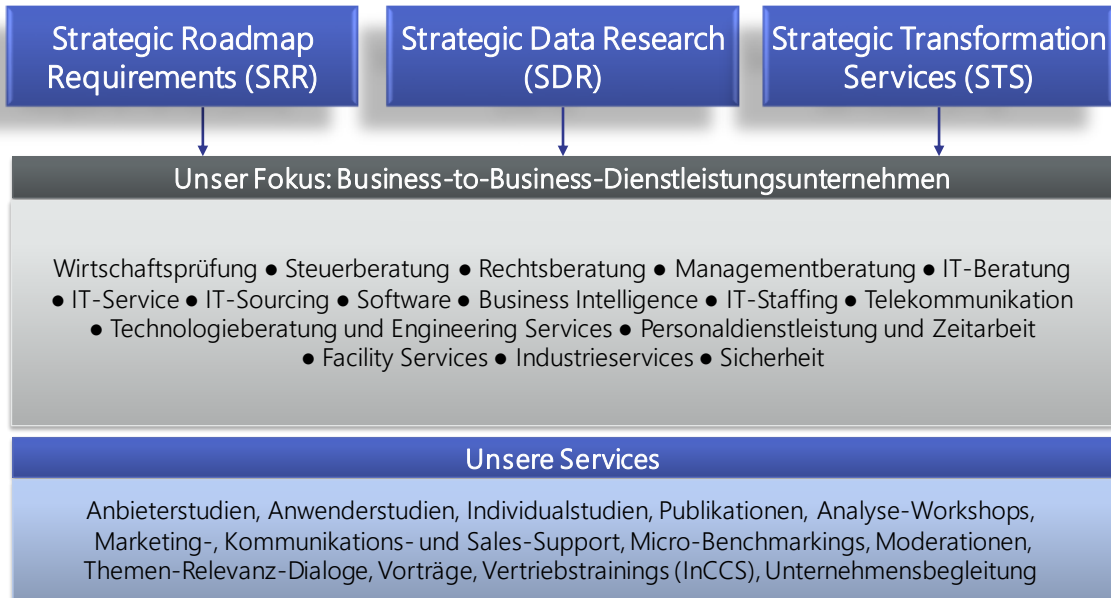 Strategic Roadmap
Requirements (SRR)
Strategic Data Research
(SDR)
Strategic Transformation
Services (STS)
Unser Fokus: Business-to-Business-Dienstleistungsunternehmen
Wirtschaftsprüfung ● Steuerberatung ● Rechtsberatung ● Managementberatung ● IT-Beratung
● IT-Service ● IT-Sourcing ● Software ● Business Intelligence ● IT-Staffing ● Telekommunikation
● Technologieberatung und Engineering Services ● Personaldienstleistung und Zeitarbeit
● Facility Services ● Industrieservices ● Sicherheit
Unsere Services
Anbieterstudien, Anwenderstudien, Individualstudien, Publikationen, Analyse-Workshops,
Marketing-, Kommunikations- und Sales-Support, Micro-Benchmarkings, Moderationen,
Themen-Relevanz-Dialoge, Vorträge, Vertriebstrainings (InCCS), Unternehmensbegleitung